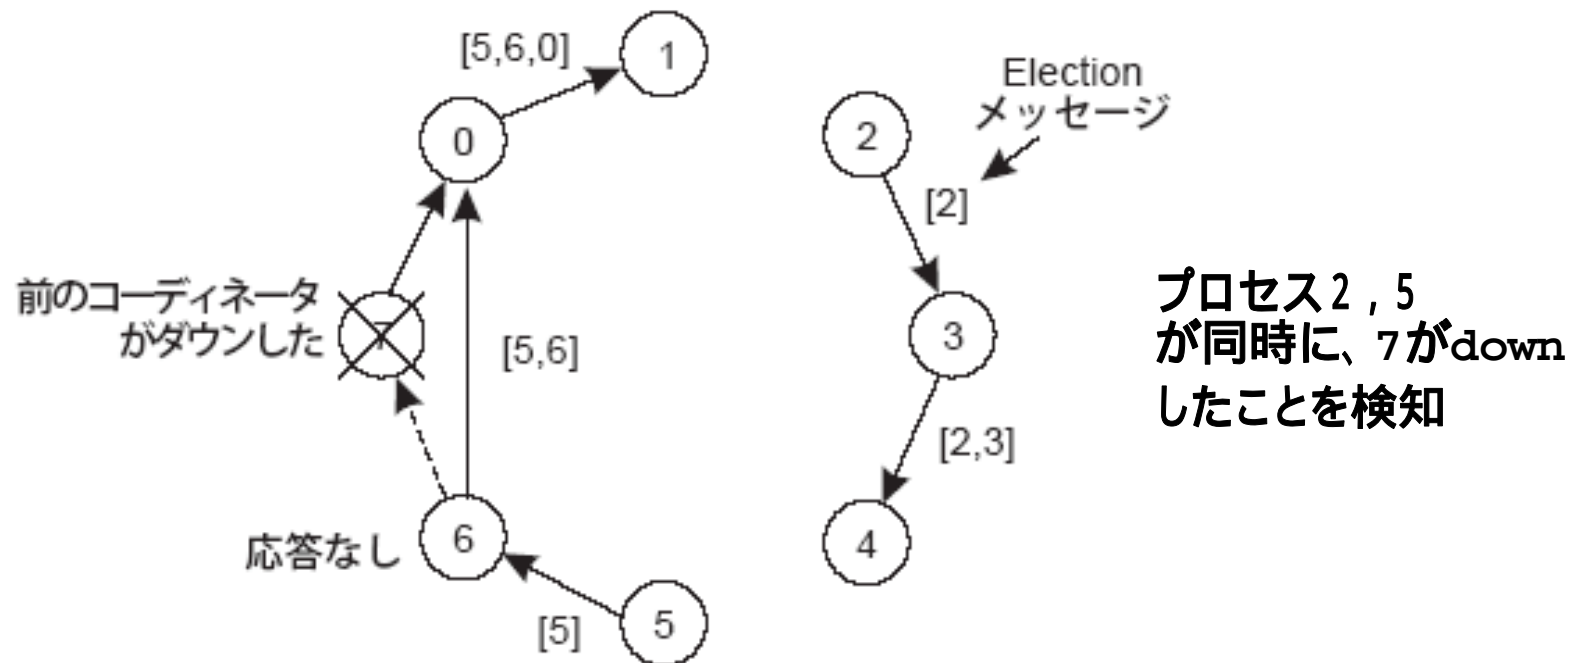 [5,6,0]
1
Election
メッセージ
0
2
[2]
前のコーディネータ
がダウンした
7
[5,6]
3
プロセス2,5
が同時に、7がdown
したことを検知
[2,3]
応答なし
6
4
[5]
5